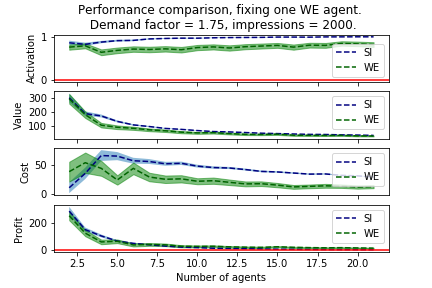 Performance comparison, fixing one WE agent.
Demand factor = 1.75, impressions = 2000.
1
0
Activation
SI
WE
300
200
100
Value
SI
WE
50
0
Cost
SI
WE
200
0
Profit
SI
WE
2.5 5.0 7.5 10.0 12.5 15.0 17.5 20.0
Number of agents